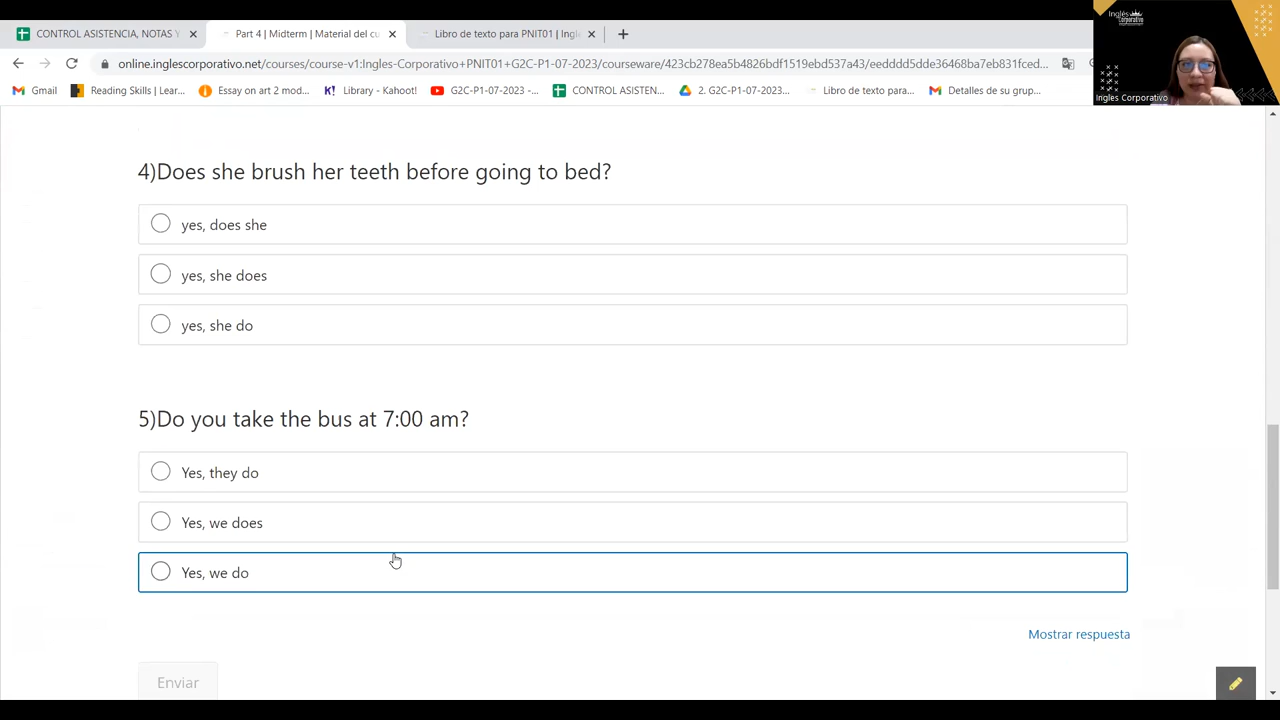 CONTROL ASISTENCIA, NOTAS Y
Part 4 | Midterm | Material del cu
Libro de texto para PNIT01 | Ingl
online.inglescorporativo.net/courses/course-v1:Ingles-Corporativo+PNIT01+G2C-P1-07-2023/courseware/423cb278ea5b4826bdf1519ebd537a43/eedddd5dde36468ba7eb831fced...
Gmail
Reading Skills | Lear...
Essay on art 2 mod...
Library - Kahoot!
G2C-P1-07-2023 -...
CONTROL ASISTEN...
2. G2C-P1-07-2023...
Libro de texto para...
Detalles de su grup...
Inglés
Corporativo
Ingles Corporativo
4)Does she brush her teeth before going to bed?
yes, does she
yes, she does
yes, she do
5)Do you take the bus at 7:00 am?
Yes, they do
Yes, we does
Yes, we do
Mostrar respuesta
Enviar